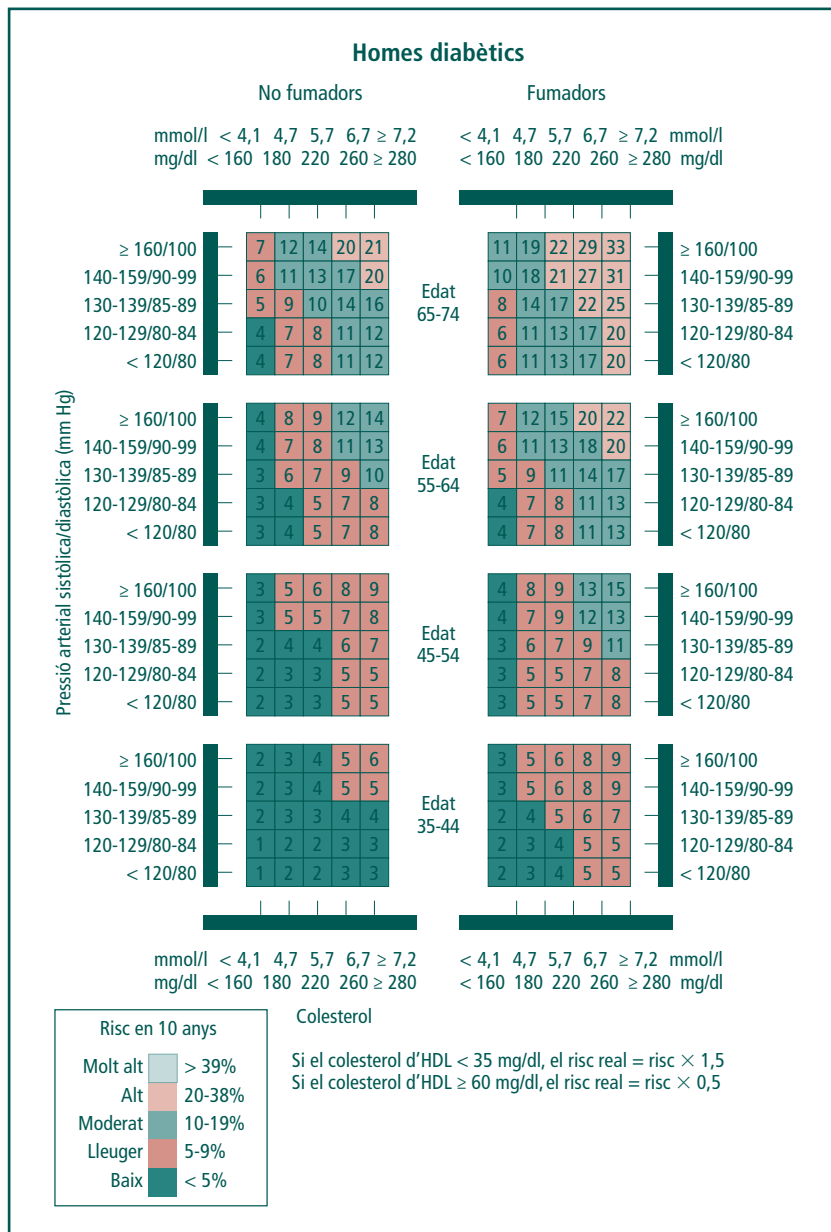 Homes diabètics
No fumadors Fumadors
mmol/l < 4,1 4,7 5,7 6,7 ≥ 7,2 < 4,1 4,7 5,7 6,7 ≥ 7,2 mmol/l
mg/dl < 160 180 220 260 ≥ 280 < 160 180 220 260 ≥ 280 mg/dl
Pressió arterial sistòlica/diastòlica (mm Hg)
≥ 160/100 7 12 14 20 21 11 19 22 29 33 ≥ 160/100
140-159/90-99 6 11 13 17 20 10 18 21 27 31 140-159/90-99
130-139/85-89 5 9 10 14 16 Edat 65-74 8 14 17 22 25 130-139/85-89
120-129/80-84 4 7 8 11 12 6 11 13 17 20 120-129/80-84
< 120/80 4 7 8 11 12 6 11 13 17 20 < 120/80
≥ 160/100 4 8 9 12 14 7 12 15 20 22 ≥ 160/100
140-159/90-99 4 7 8 11 13 6 11 13 18 20 140-159/90-99
130-139/85-89 3 6 7 9 10 Edat 55-64 5 9 11 14 17 130-139/85-89
120-129/80-84 3 4 5 7 8 4 7 8 11 13 120-129/80-84
< 120/80 3 4 5 7 8 4 7 8 11 13 < 120/80
≥ 160/100 3 5 6 8 9 4 8 9 13 15 ≥ 160/100
140-159/90-99 3 5 5 7 8 4 7 9 12 13 140-159/90-99
130-139/85-89 2 4 4 6 7 Edat 45-54 3 6 7 9 11 130-139/85-89
120-129/80-84 2 3 3 5 5 3 5 5 7 8 120-129/80-84
< 120/80 2 3 3 5 5 3 5 5 7 8 < 120/80
≥ 160/100 2 3 4 5 6 3 5 6 8 9 ≥ 160/100
140-159/90-99 2 3 4 5 5 3 5 6 8 9 140-159/90-99
130-139/85-89 2 3 3 4 4 Edat 35-44 2 4 5 6 7 130-139/85-89
120-129/80-84 1 2 2 3 3 2 3 4 5 5 120-129/80-84
< 120/80 1 2 2 3 3 2 3 4 5 5 < 120/80
mmol/l < 4,1 4,7 5,7 6,7 ≥ 7,2 mmol/l < 4,1 4,7 5,7 6,7 ≥ 7,2 mmol/l
mg/dl < 160 180 220 260 ≥ 280 < 160 180 220 260 ≥ 280 mg/dl
Colesterol
Si el colesterol d'HDL < 35 mg/dl, el risc real = risc × 1,5
Si el colesterol d'HDL ≥ 60 mg/dl, el risc real = risc × 0,5
Risc en 10 anys
Molt alt > 39%
Alt 20-38%
Moderat 10-19%
Lleuger 5-9%
Baix < 5%